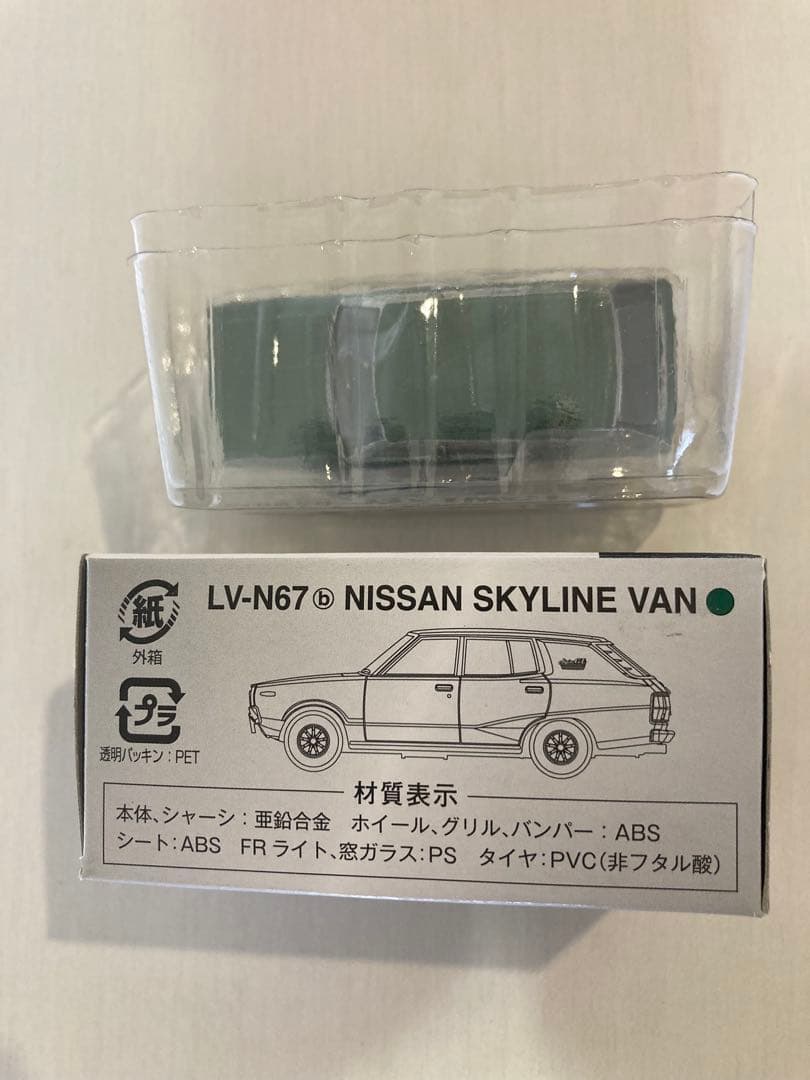 紙
外箱
プラ
透明パッキン：PET
LV-N67ⓑ NISSAN SKYLINE VAN
材質表示
本体、シャーシ：亜鉛合金　ホイール、グリル、バンパー：ABS
シート：ABS　FRライト、窓ガラス：PS　タイヤ：PVC（非フタル酸）